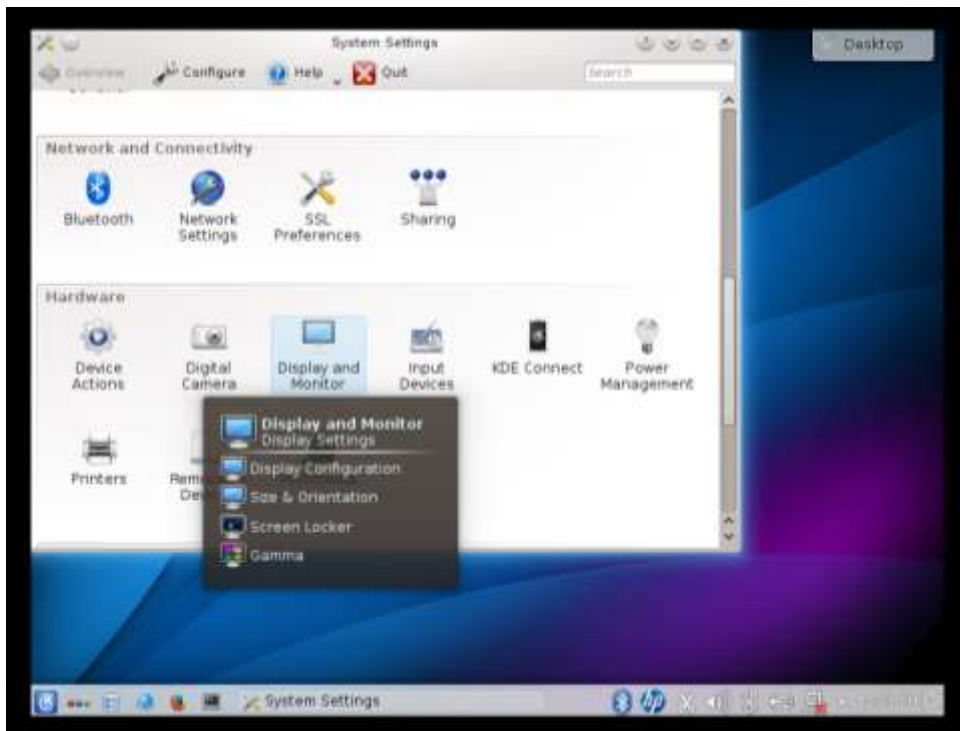 System Settings
Desktop
Overview Configure Help Quit Search
Network and Connectivity
Bluetooth Network SSL Sharing
Settings Preferences
Hardware
Device Digital Display and Input KDE Connect Power
Actions Camera Monitor Devices Management
Display and Monitor
Display Settings
Display Configuration
Printers
Size & Orientation
Screen Locker
Gamma
System Settings
hp